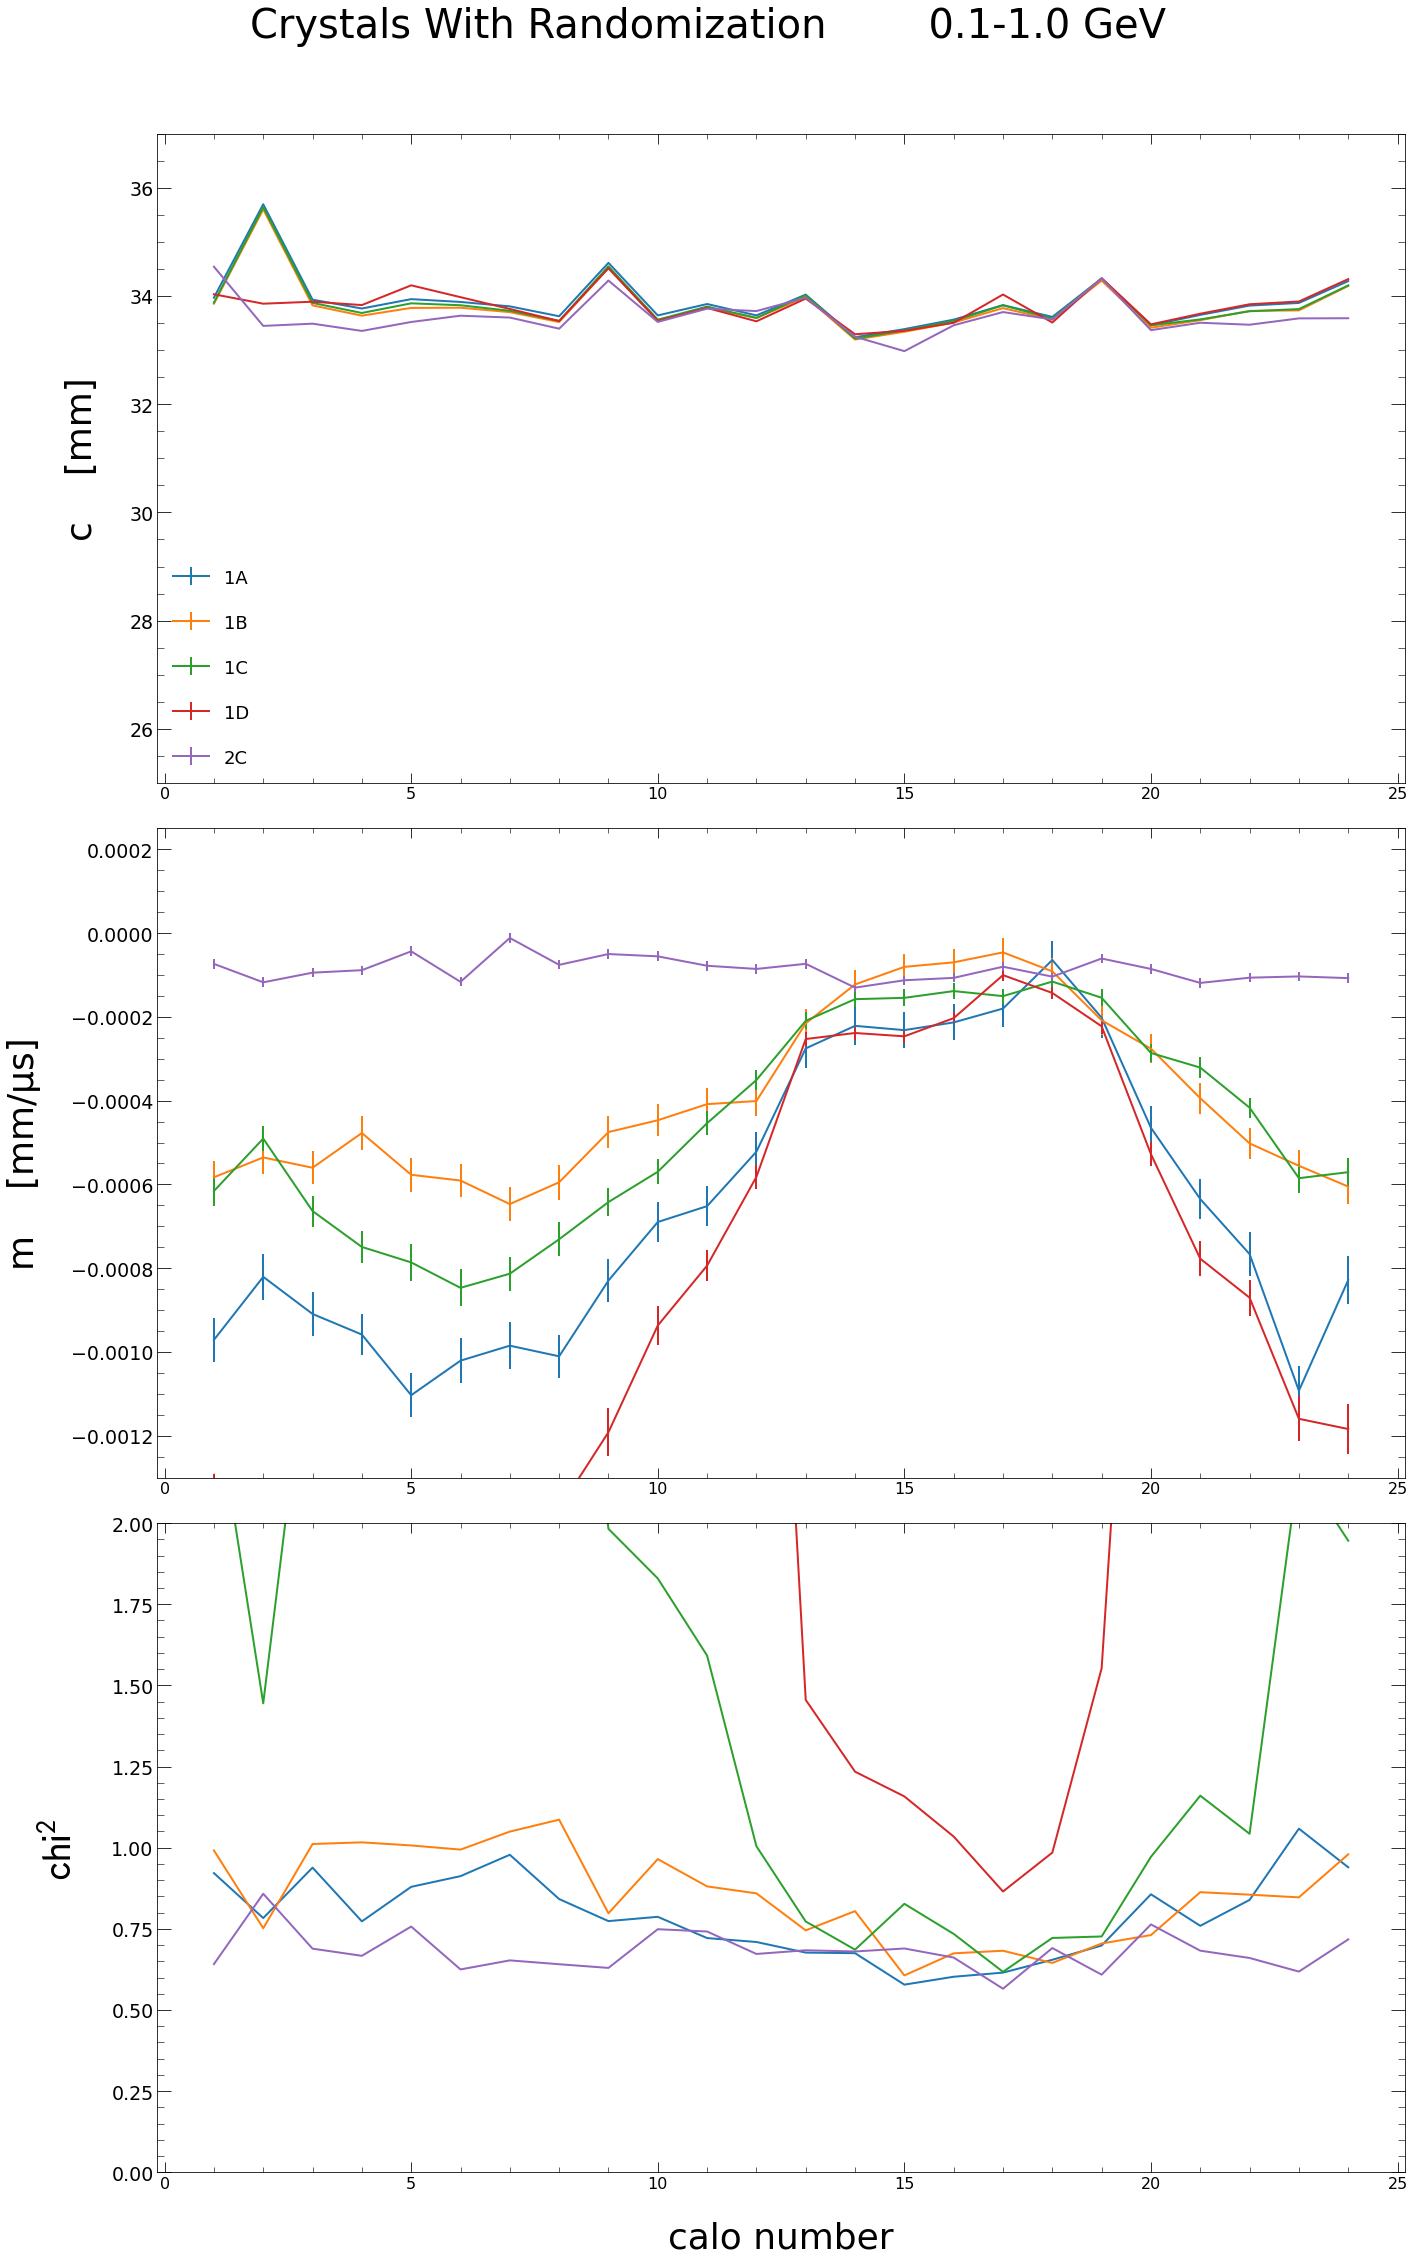 Crystals With Randomization 0.1-1.0 GeV
36
34
32
30
28
26
c [mm]
1A
1B
1C
1D
2C
0 5 10 15 20 25
0.0002
0.0000
−0.0002
−0.0004
−0.0006
−0.0008
−0.0010
−0.0012
m [mm/µs]
0 5 10 15 20 25
2.00
1.75
1.50
1.25
1.00
0.75
0.50
0.25
0.00
chi²
0 5 10 15 20 25
calo number